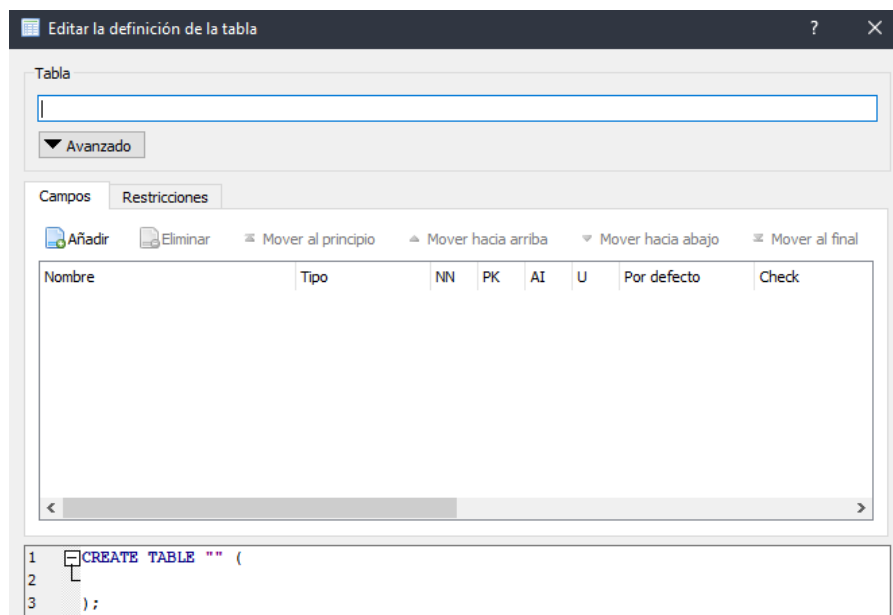 Editar la definición de la tabla ?
Tabla
Avanzado
Campos Restricciones
Añadir Eliminar Mover al principio Mover hacia arriba Mover hacia abajo Mover al final
Nombre Tipo NN PK AI U Por defecto Check
1 CREATE TABLE "" (
2
3 );